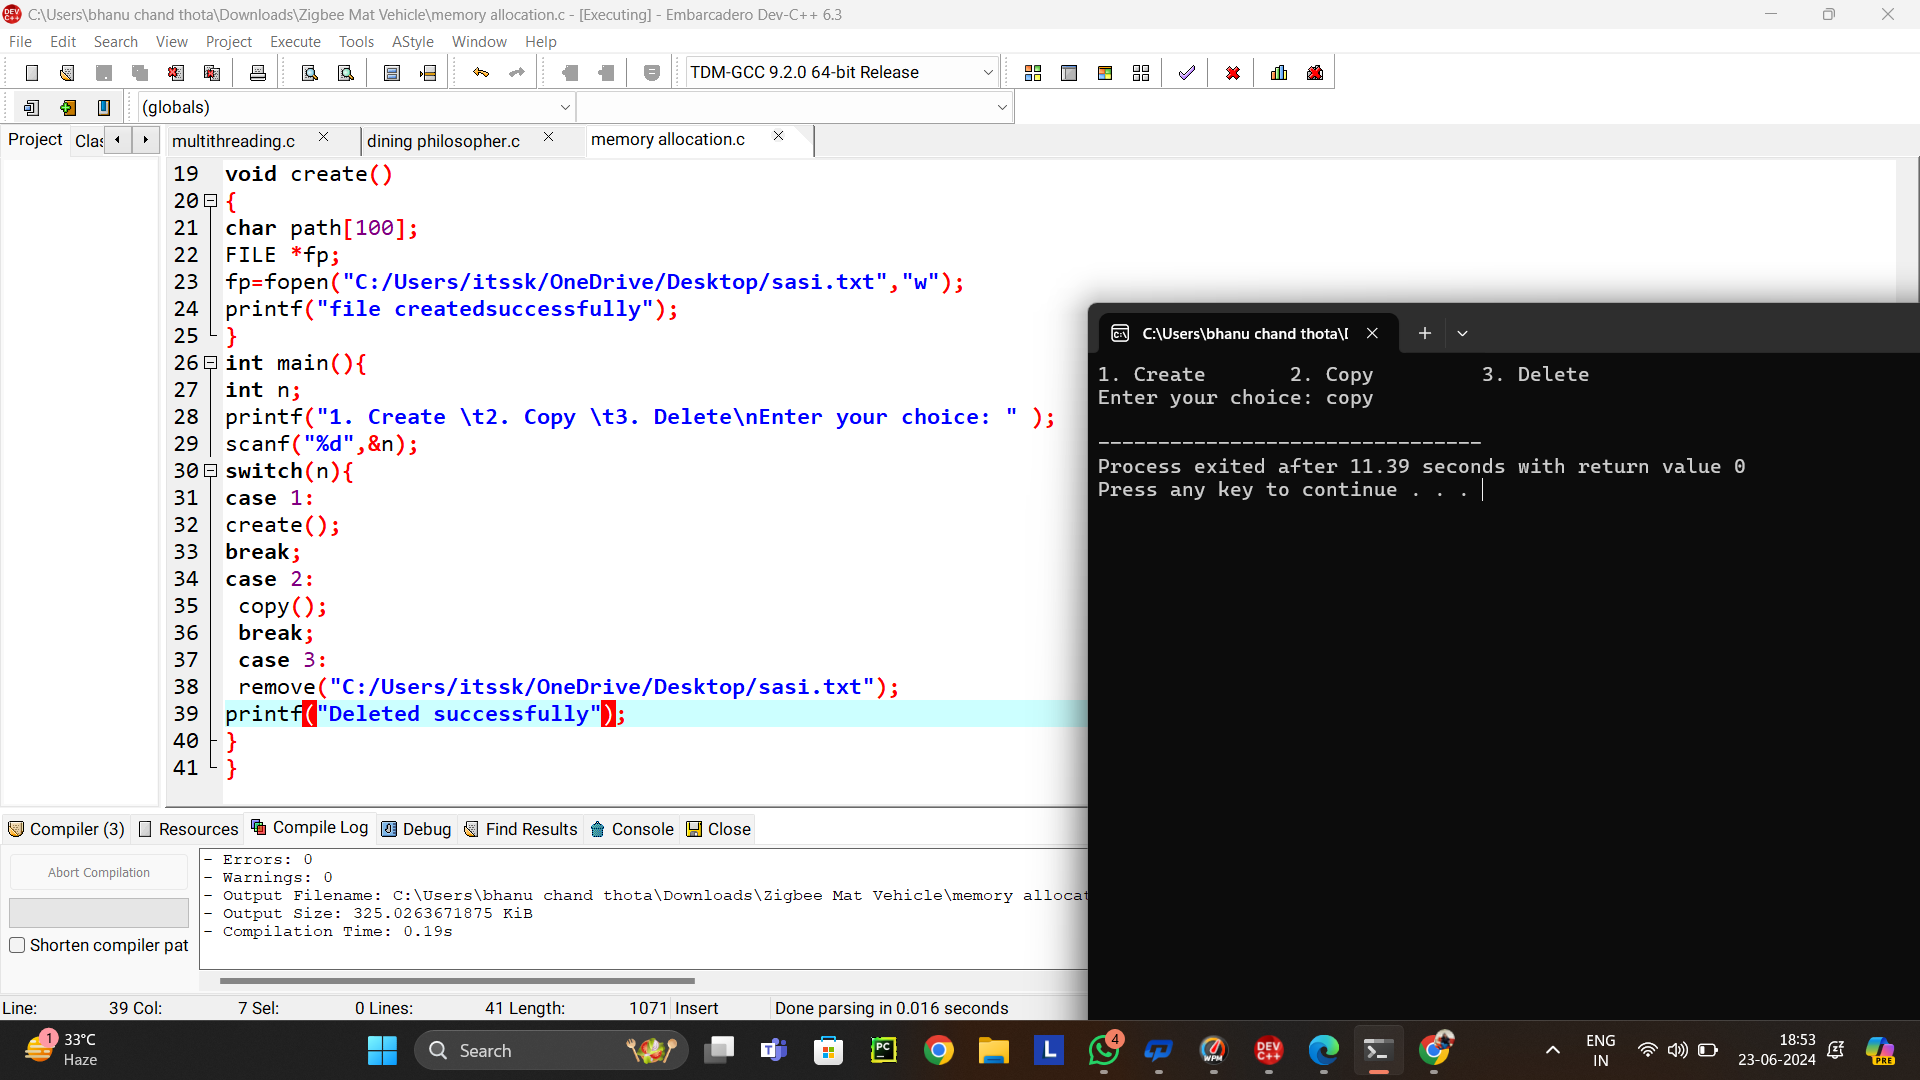 C:\Users\bhanu chand thota\Downloads\Zigbee Mat Vehicle\memory allocation.c - [Executing] - Embarcadero Dev-C++ 6.3
File Edit Search View Project Execute Tools AStyle Window Help
TDM-GCC 9.2.0 64-bit Release
(globals)
Project Clas multithreading.c dining philosopher.c memory allocation.c
19 void create()
20 {
21 char path[100];
22 FILE *fp;
23 fp=fopen("C:/Users/itssk/OneDrive/Desktop/sasi.txt","w");
24 printf("file createdsuccessfully");
25 }
26 int main(){
27 int n;
28 printf("1. Create \t2. Copy \t3. Delete\nEnter your choice: " );
29 scanf("%d",&n);
30 switch(n){
31 case 1:
32 create();
33 break;
34 case 2:
35 copy();
36 break;
37 case 3:
38 remove("C:/Users/itssk/OneDrive/Desktop/sasi.txt");
39 printf("Deleted successfully");
40 }
41 }
C:\Users\bhanu chand thota\
1. Create 2. Copy 3. Delete
Enter your choice: copy
--------------------------------
Process exited after 11.39 seconds with return value 0
Press any key to continue . . .
Compiler (3) Resources Compile Log Debug Find Results Console Close
Abort Compilation
Shorten compiler pat
- Errors: 0
- Warnings: 0
- Output Filename: C:\Users\bhanu chand thota\Downloads\Zigbee Mat Vehicle\memory allocat
- Output Size: 325.0263671875 KiB
- Compilation Time: 0.19s
Line: 39 Col: 7 Sel: 0 Lines: 41 Length: 1071 Insert Done parsing in 0.016 seconds
1 33°C
Haze
Search
4
ENG
IN
18:53
23-06-2024